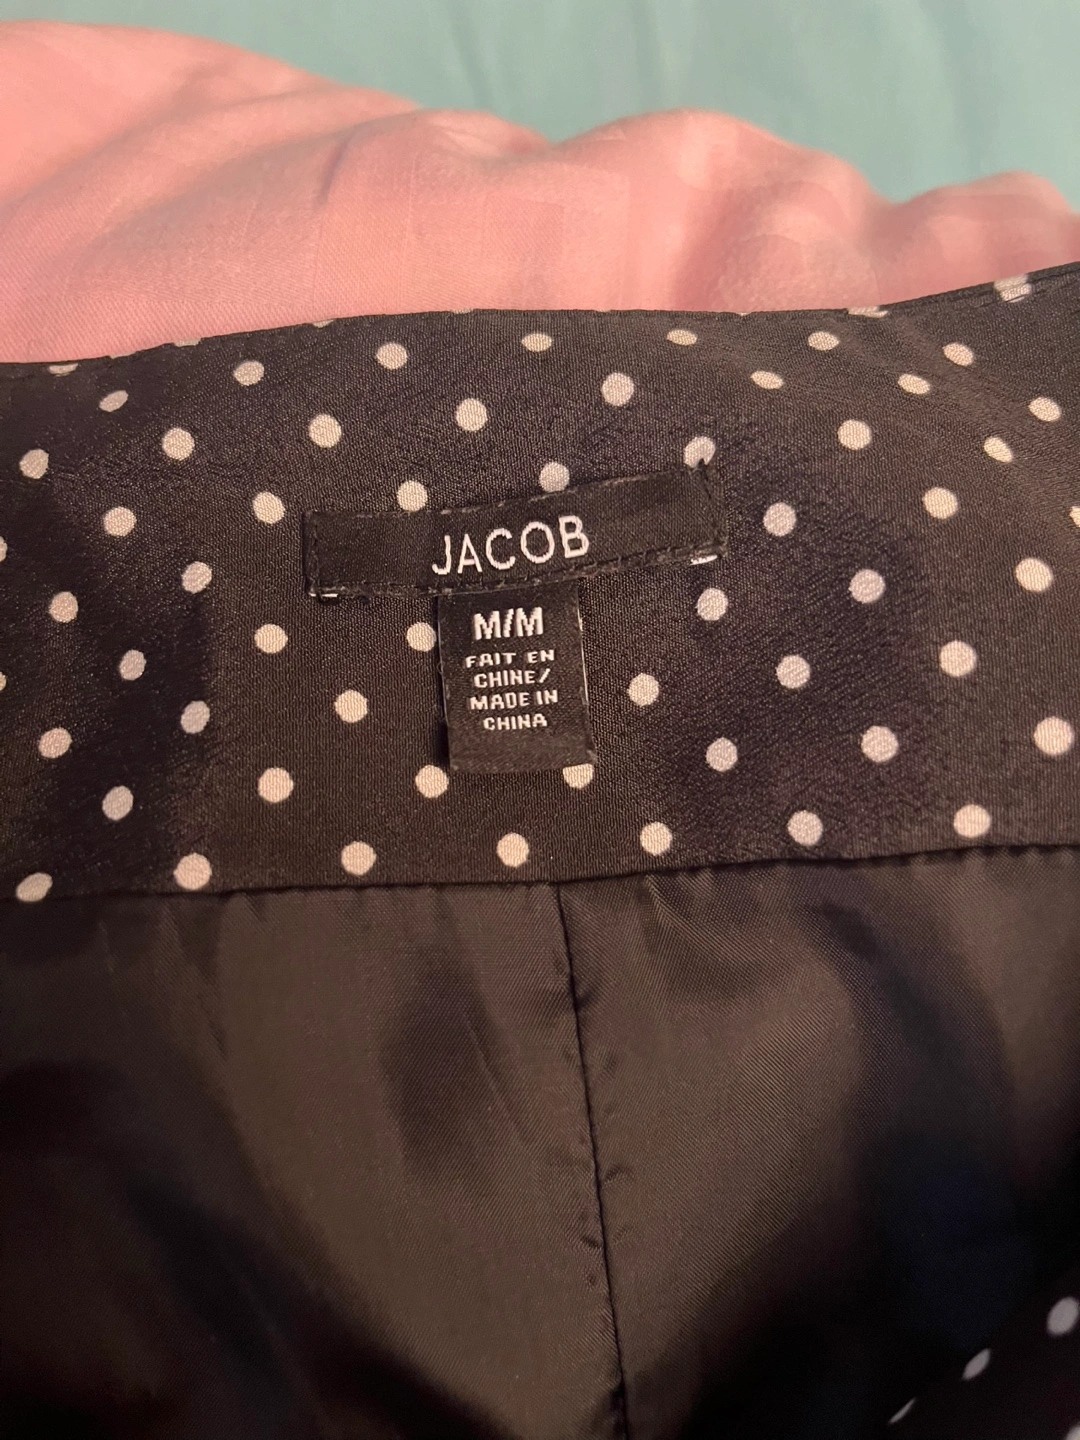 JACOB
M/M
FAIT EN
CHINE/
MADE IN
CHINA